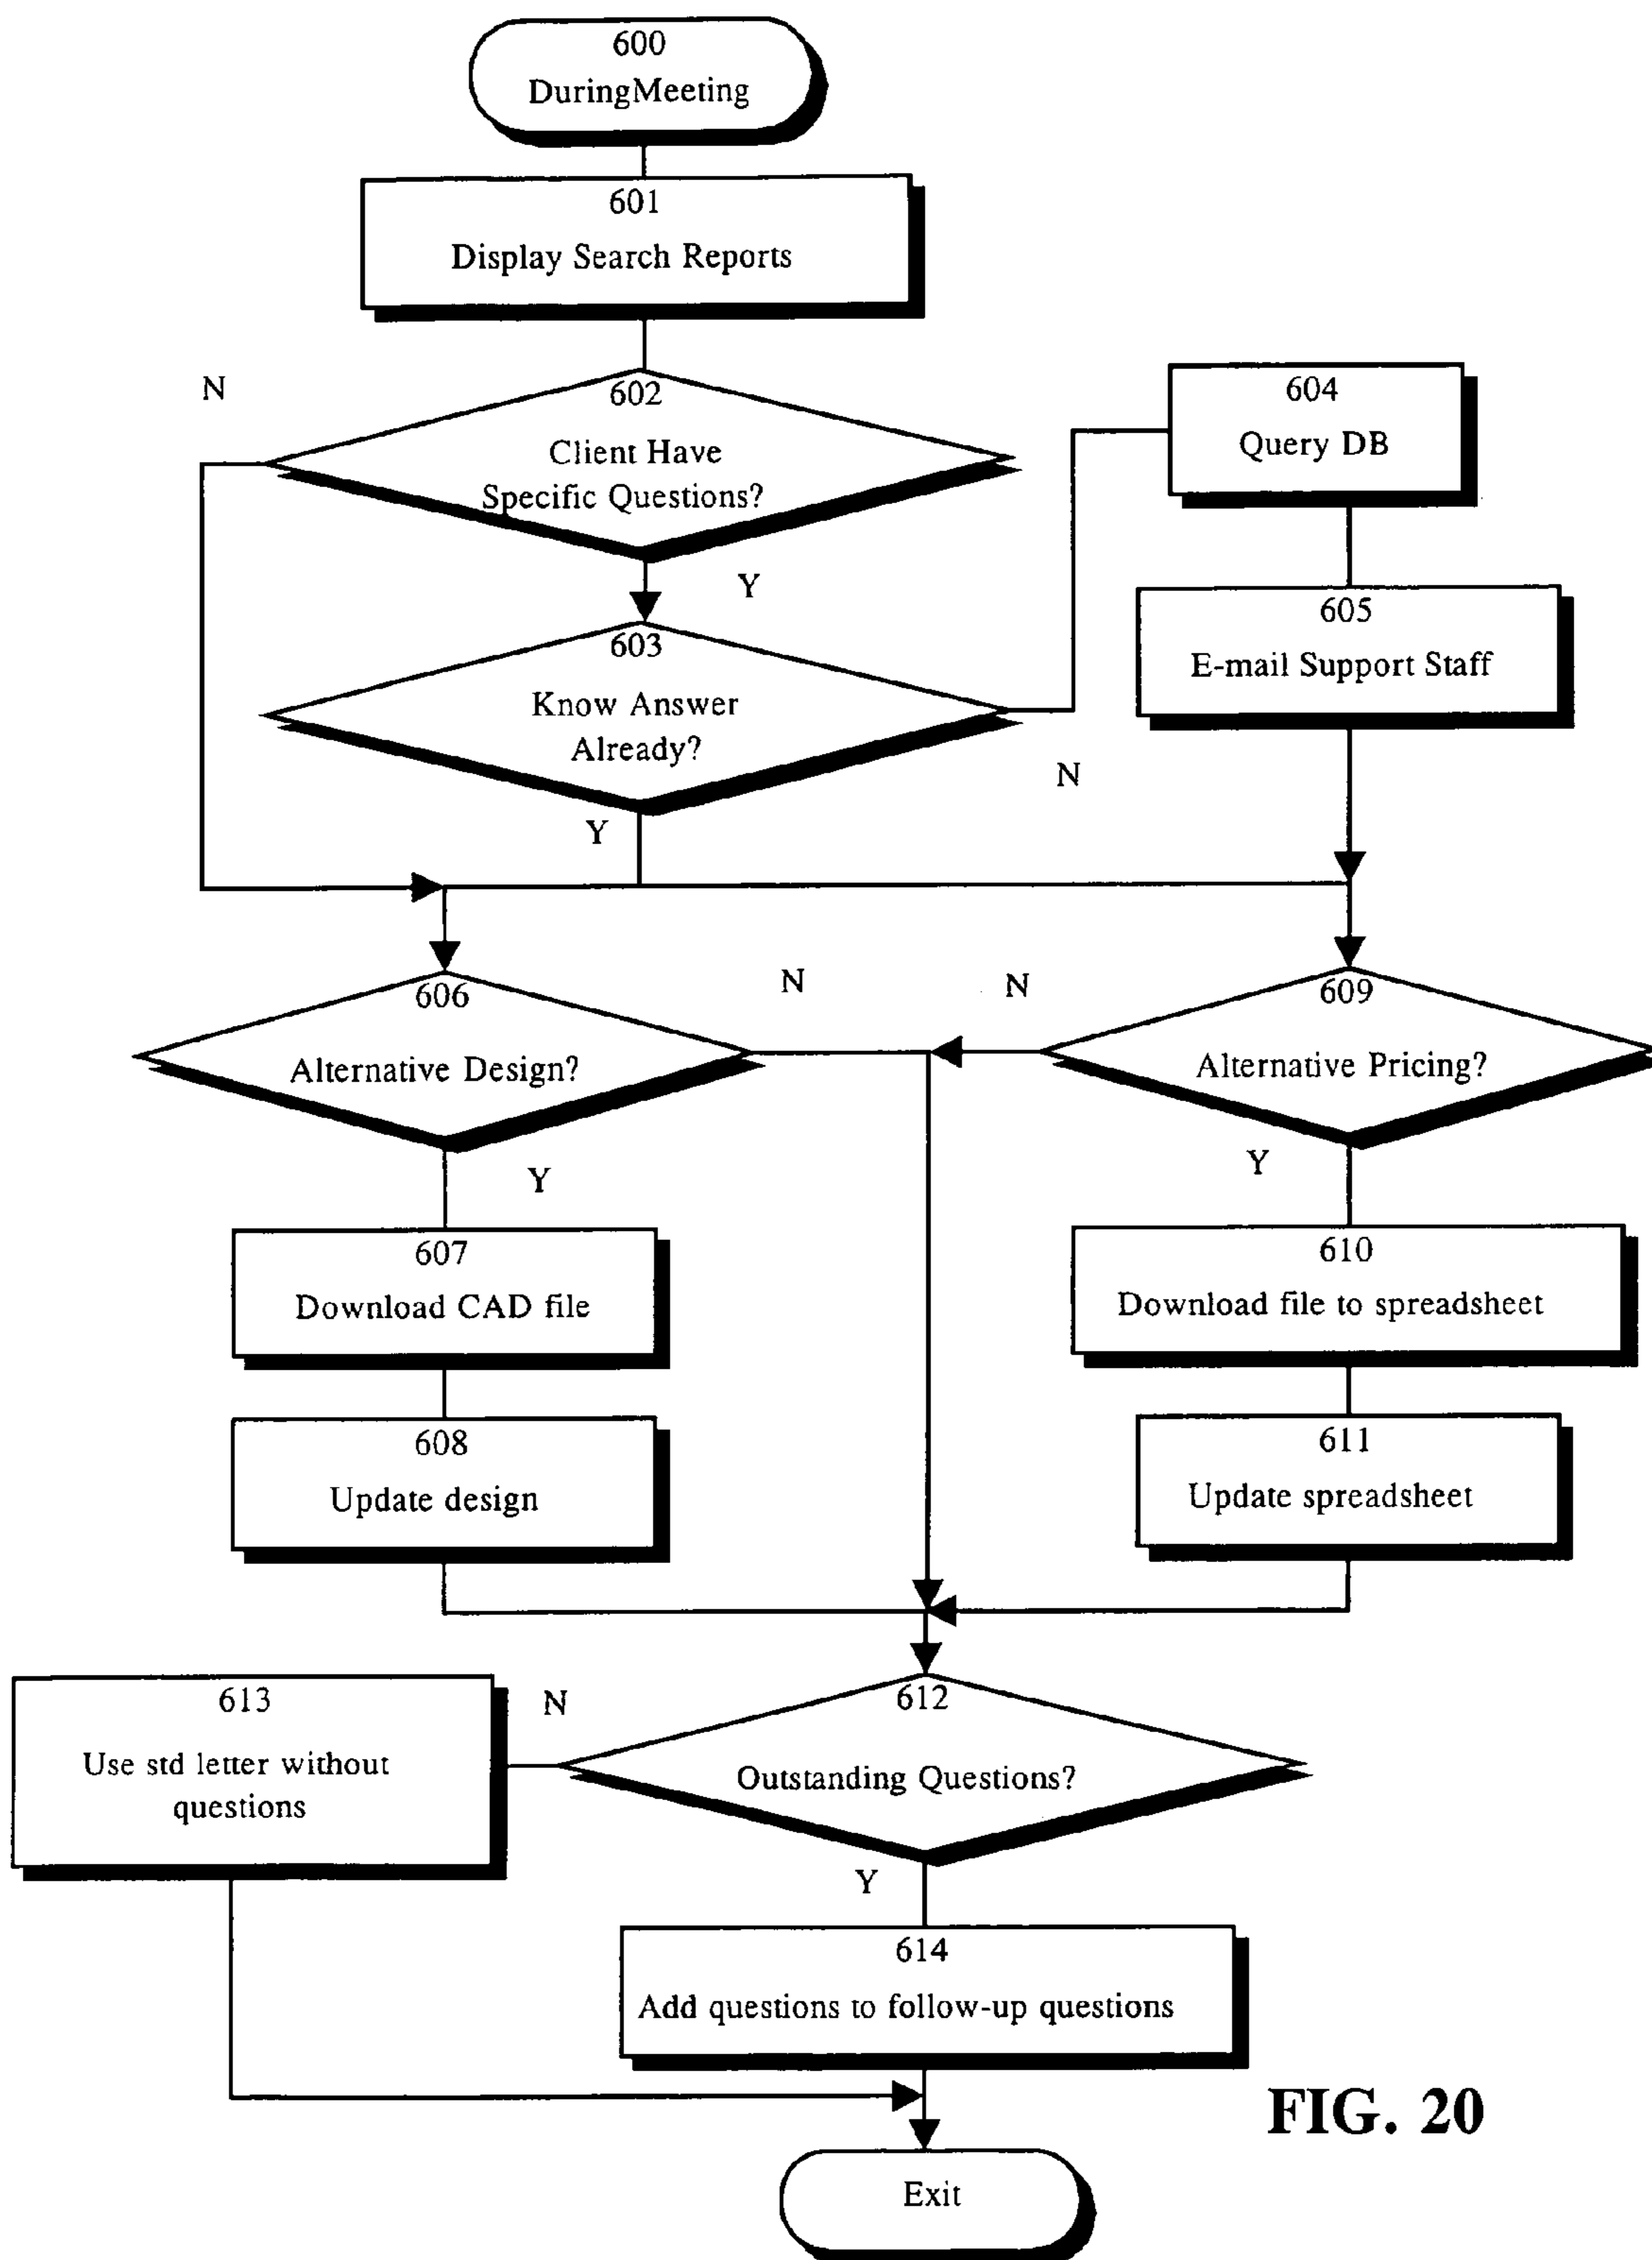 600
DuringMeeting
601
Display Search Reports
N
602
Client Have
Specific Questions?
604
Query DB
Y
605
E-mail Support Staff
603
Know Answer
Already?
N
Y
606
Alternative Design?
N
N
609
Alternative Pricing?
Y
Y
607
Download CAD file
610
Download file to spreadsheet
608
Update design
611
Update spreadsheet
613
Use std letter without
questions
N
612
Outstanding Questions?
Y
614
Add questions to follow-up questions
FIG. 20
Exit